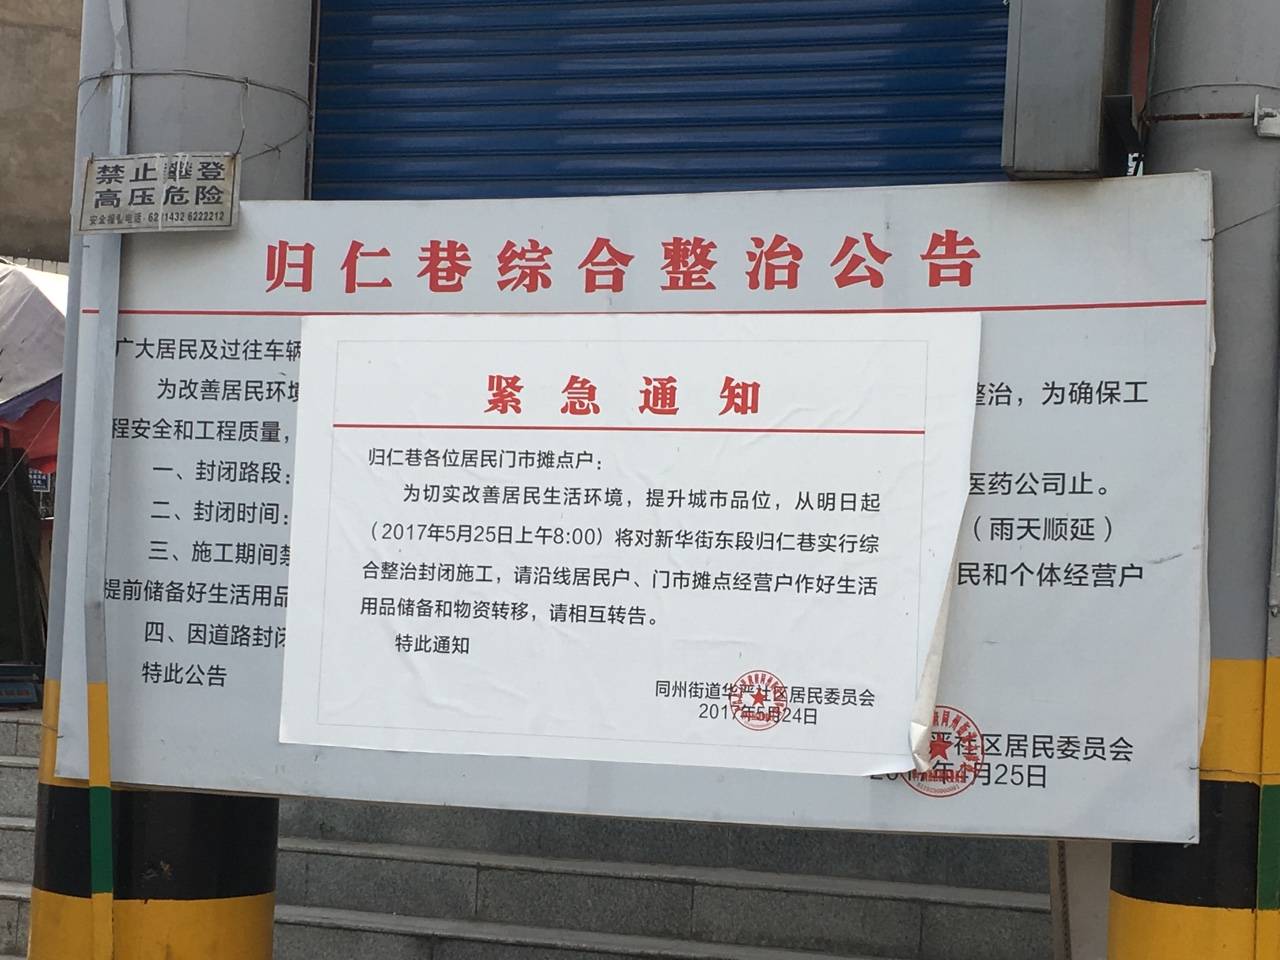 禁止攀登
高压危险
归仁巷综合整治公告
广大居民及过往车辆
为改善居民环境
整治，为确保工
程安全和工程质量，
一、封闭路段：
医药公司止。
二、封闭时间：
（雨天顺延）
三、施工期间禁
民和个体经营户
提前储备好生活用品
四、因道路封闭
特此公告
严社区居民委员会
月25日
紧急通知
归仁巷各位居民门市摊点户：
为切实改善居民生活环境，提升城市品位，从明日起
（2017年5月25日上午8:00）将对新华街东段归仁巷实行综
合整治封闭施工，请沿线居民户、门市摊点经营户作好生活
用品储备和物资转移，请相互转告。
特此通知
同州街道华严社区居民委员会
2017年5月24日